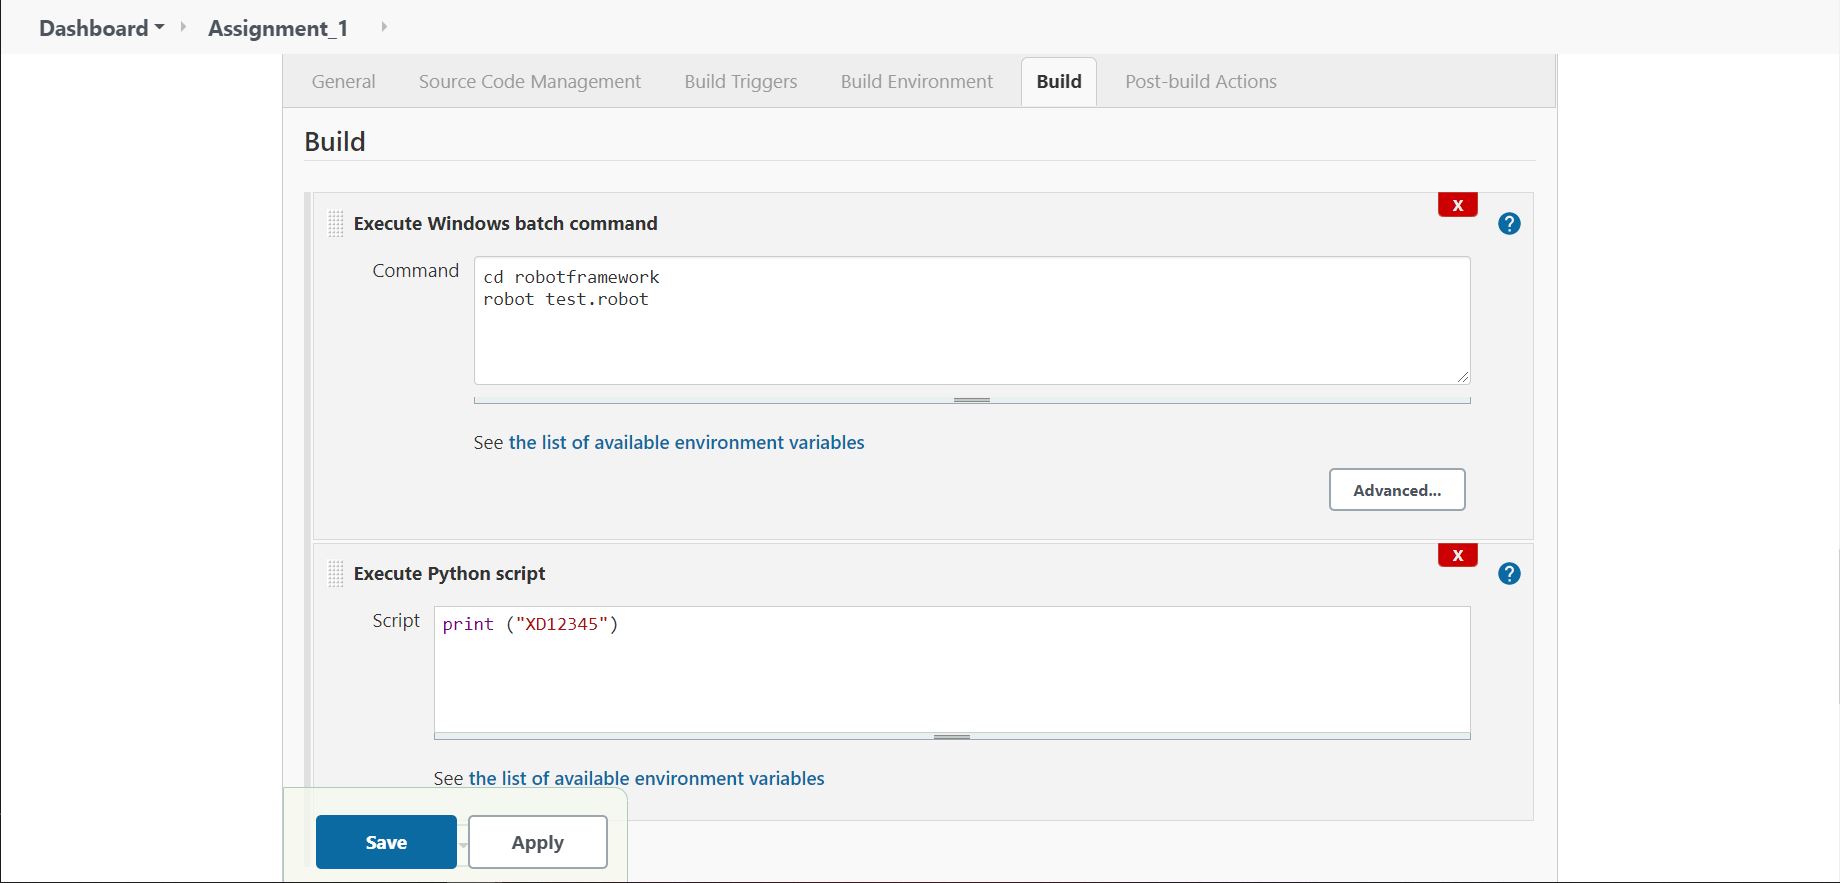 Dashboard Assignment_1
General Source Code Management Build Triggers Build Environment Build Post-build Actions
Build
X
Execute Windows batch command ?
Command
cd robotframework
robot test.robot
See the list of available environment variables
Advanced...
X
Execute Python script ?
Script
print ("XD12345")
See the list of available environment variables
Save Apply